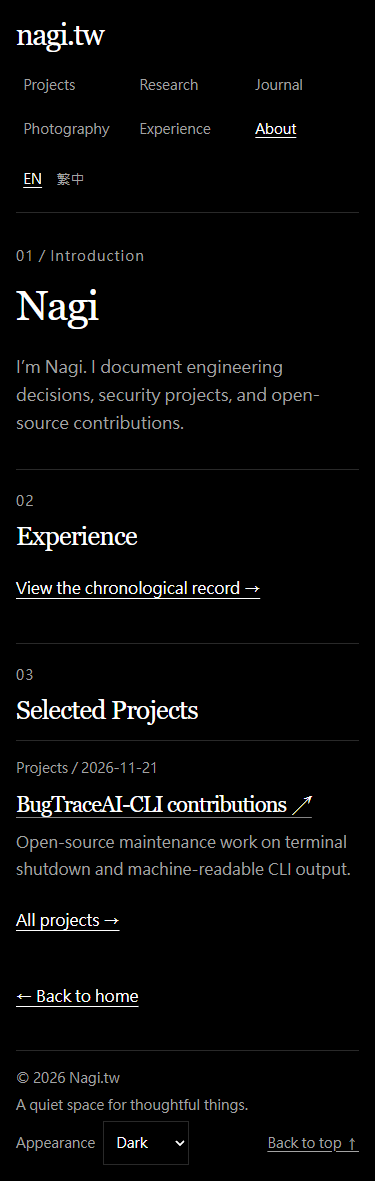 nagi.tw
Projects Research Journal
Photography Experience About
EN 繁中
01 / Introduction
Nagi
I’m Nagi. I document engineering
decisions, security projects, and open-
source contributions.
02
Experience
View the chronological record →
03
Selected Projects
Projects / 2026-11-21
BugTraceAI-CLI contributions ↗
Open-source maintenance work on terminal
shutdown and machine-readable CLI output.
All projects →
← Back to home
© 2026 Nagi.tw
A quiet space for thoughtful things.
Appearance Dark Back to top ↑